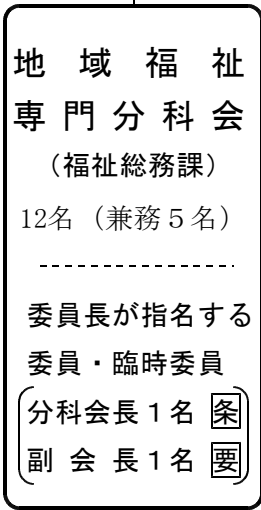 地域福祉
専門分科会
（福祉総務課）
12名（兼務５名）
委員長が指名する
委員・臨時委員
分科会長１名 条
副会長１名 要